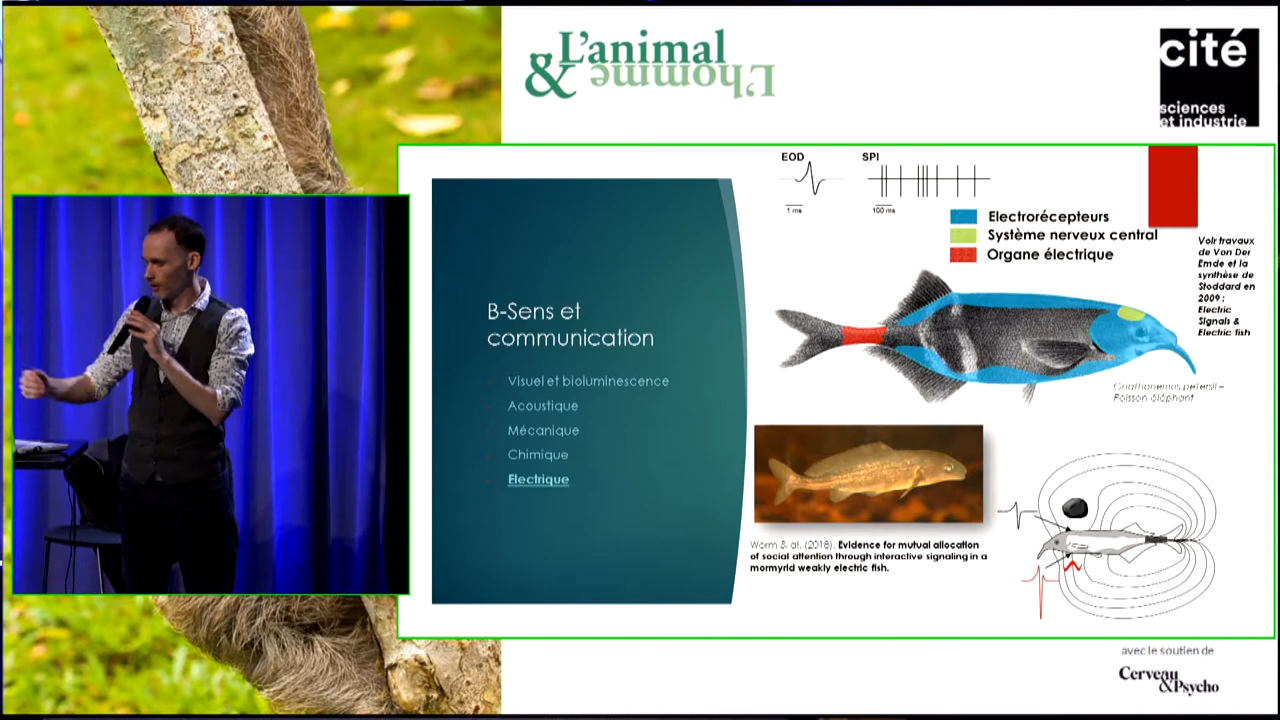 L'animal
& L'homme
cité
sciences
et industrie
EOD
SPI
1 ms
100 ms
Electrorécepteurs
Système nerveux central
Organe électrique
Voir travaux
de Von Der
Emde et la
synthèse de
Stoddard en
2009 :
Electric
Signals &
Electric fish
Gnathonemus petersii –
Poisson éléphant
B-Sens et
communication
Visuel et bioluminescence
Acoustique
Mécanique
Chimique
Electrique
Worm & al. (2018). Evidence for mutual allocation
of social attention through interactive signaling in a
mormyrid weakly electric fish.
avec le soutien de
Cerveau
&Psycho